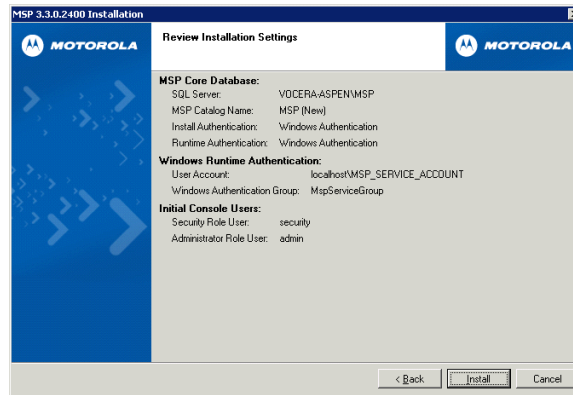 MSP 3.3.0.2400 Installation
MOTOROLA
Review Installation Settings
MOTOROLA
MSP Core Database:
SQL Server: VOCERA-ASPEN\MSP
MSP Catalog Name: MSP (New)
Install Authentication: Windows Authentication
Runtime Authentication: Windows Authentication
Windows Runtime Authentication:
User Account: localhost\MSP_SERVICE_ACCOUNT
Windows Authentication Group: MspServiceGroup
Initial Console Users:
Security Role User: security
Administrator Role User: admin
< Back Install Cancel